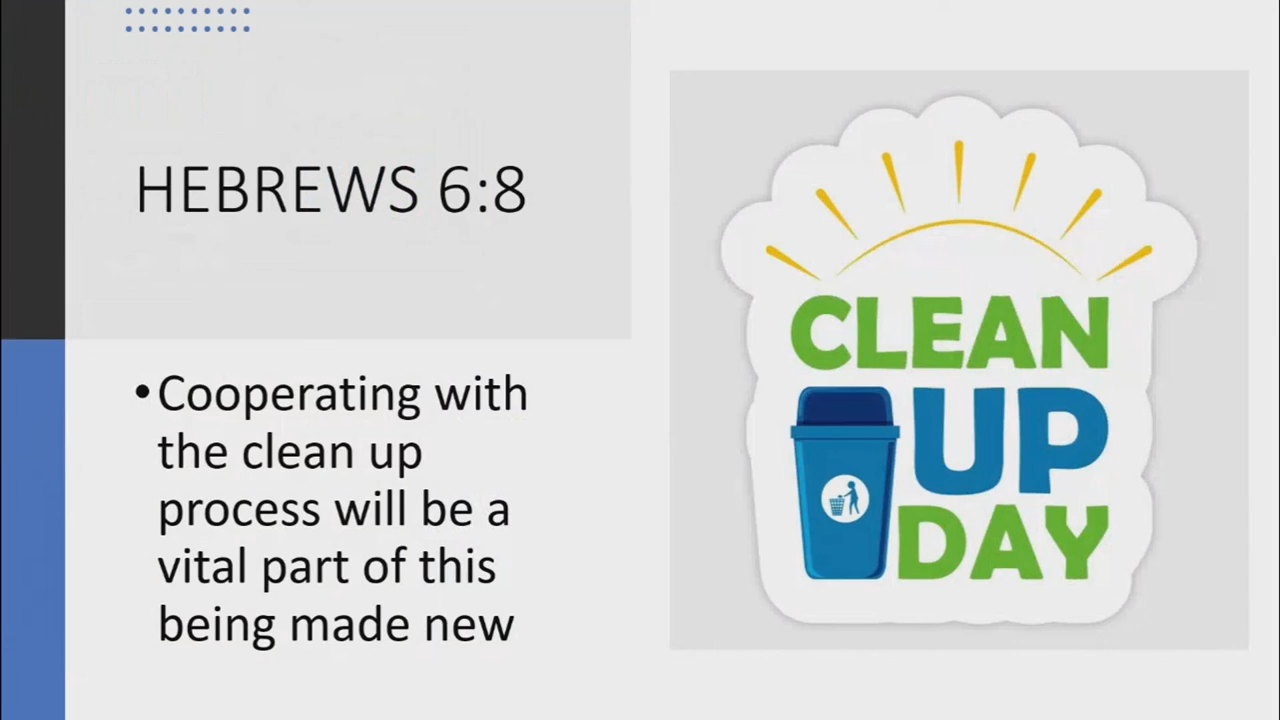 HEBREWS 6:8
•Cooperating with
the clean up
process will be a
vital part of this
being made new
CLEAN
UP
DAY